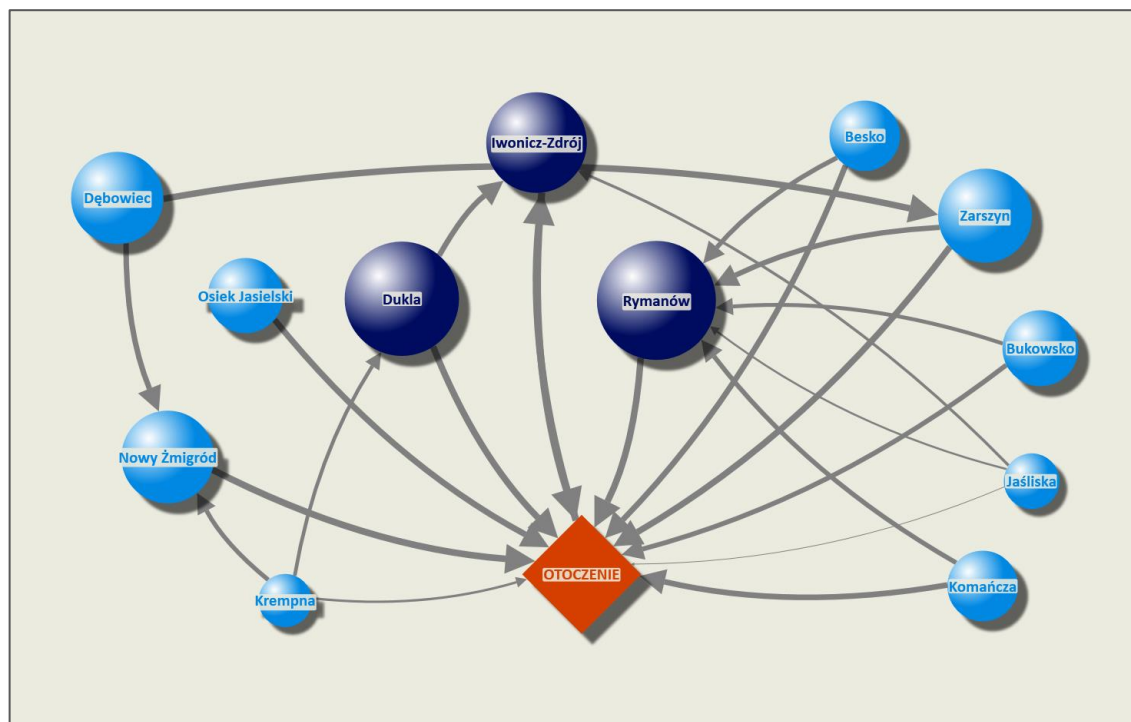 Iwonicz-Zdrój
Besko
Dębowiec
Zarszyn
Osiek Jasielski
Dukla
Rymanów
Bukowsko
Nowy Żmigród
Jaśliska
OTOCZENIE
Komańcza
Krempna